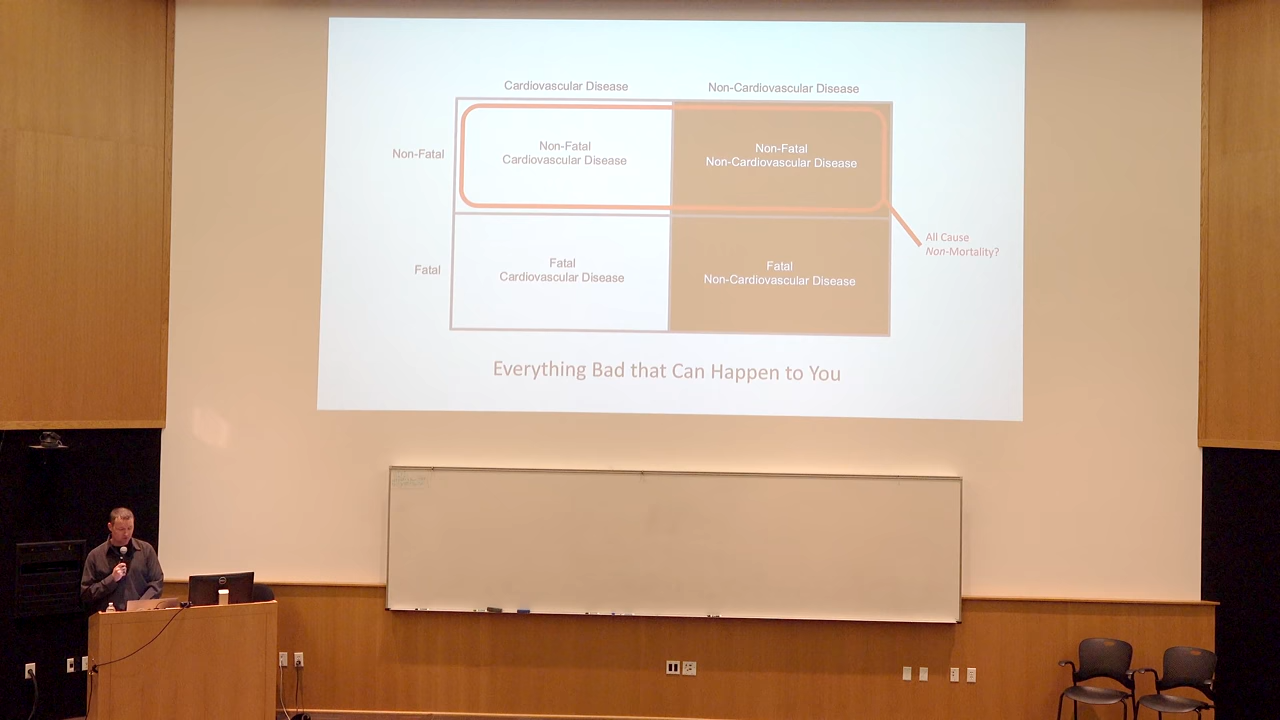 Cardiovascular Disease
Non-Cardiovascular Disease
Non-Fatal
Non-Fatal
Cardiovascular Disease
Non-Fatal
Non-Cardiovascular Disease
All Cause
Non-Mortality?
Fatal
Fatal
Cardiovascular Disease
Fatal
Non-Cardiovascular Disease
Everything Bad that Can Happen to You